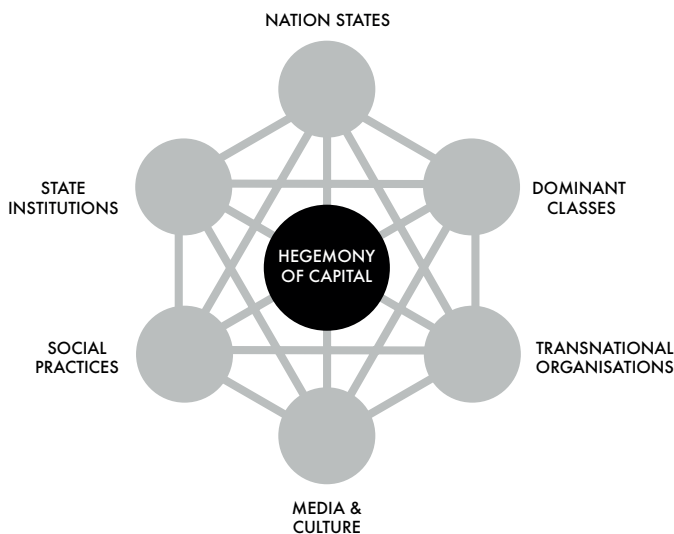 NATION STATES
STATE
INSTITUTIONS
DOMINANT
CLASSES
HEGEMONY
OF CAPITAL
SOCIAL
PRACTICES
TRANSNATIONAL
ORGANISATIONS
MEDIA &
CULTURE